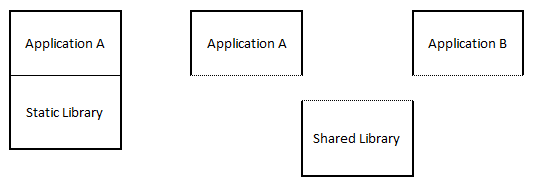 Application A
Application A
Application B
Static Library
Shared Library